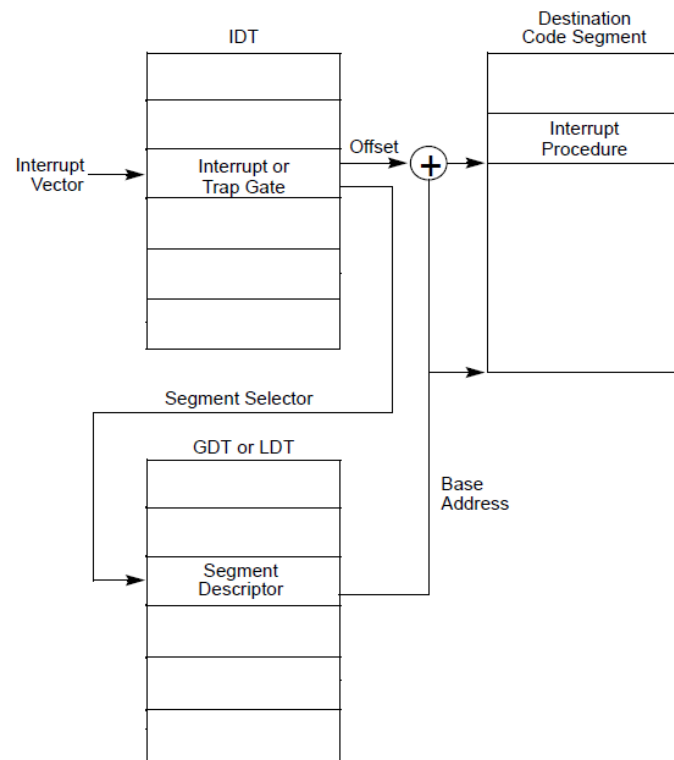 IDT
Destination
Code Segment
Interrupt
Vector
Interrupt or
Trap Gate
Offset
+
Interrupt
Procedure
Segment Selector
GDT or LDT
Base
Address
Segment
Descriptor